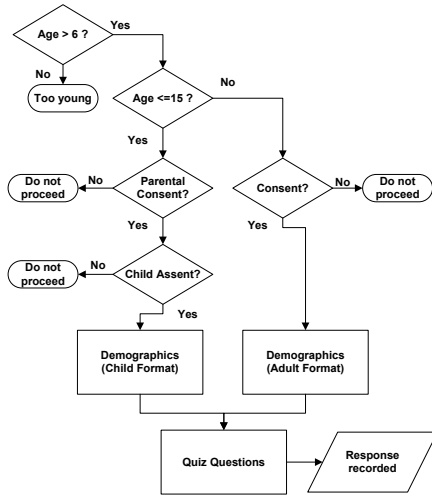 Age > 6 ?
Yes
No
Too young
Age <=15 ?
No
Yes
Do not
proceed
No
Parental
Consent?
Consent?
No
Do not
proceed
Yes
Yes
Do not
proceed
No
Child Assent?
Yes
Demographics
(Child Format)
Demographics
(Adult Format)
Quiz Questions
Response
recorded